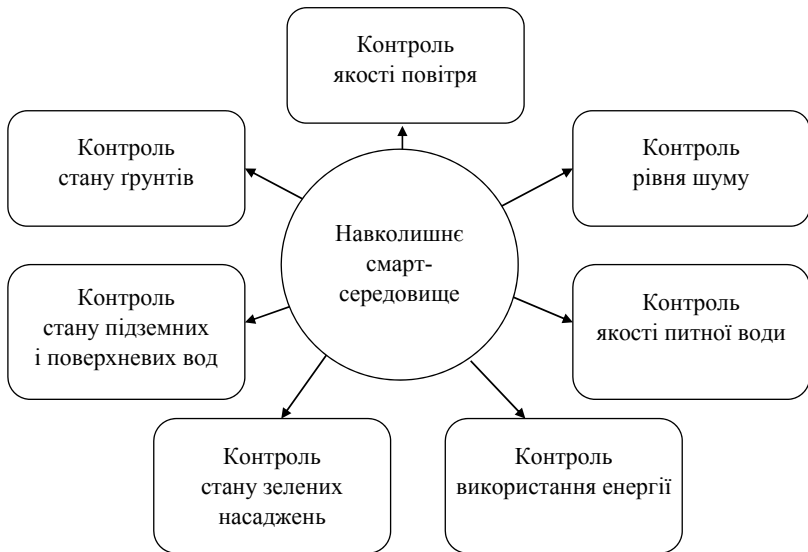 Контроль
якості повітря
Контроль
стану ґрунтів
Контроль
рівня шуму
Навколишнє
смарт-
середовище
Контроль
стану підземних
і поверхневих вод
Контроль
якості питної води
Контроль
стану зелених
насаджень
Контроль
використання енергії